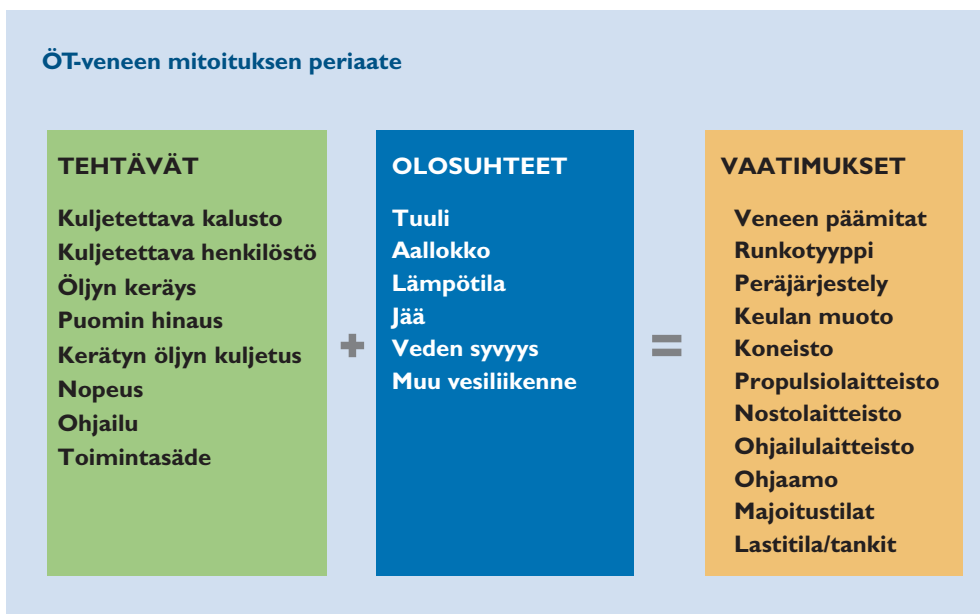 ÖT-veneen mitoituksen periaate
TEHTÄVÄT
Kuljetettava kalusto
Kuljetettava henkilöstö
Öljyn keräys
Puomin hinaus
Kerätyn öljyn kuljetus
Nopeus
Ohjailu
Toimintasäde
+
OLOSUHTEET
Tuuli
Aallokko
Lämpötila
Jää
Veden syvyys
Muu vesiliikenne
=
VAATIMUKSET
Veneen päämitat
Runkotyyppi
Peräjärjestely
Keulan muoto
Koneisto
Propulsiolaitteisto
Nostolaitteisto
Ohjailulaitteisto
Ohjaamo
Majoitustilat
Lastitila/tankit